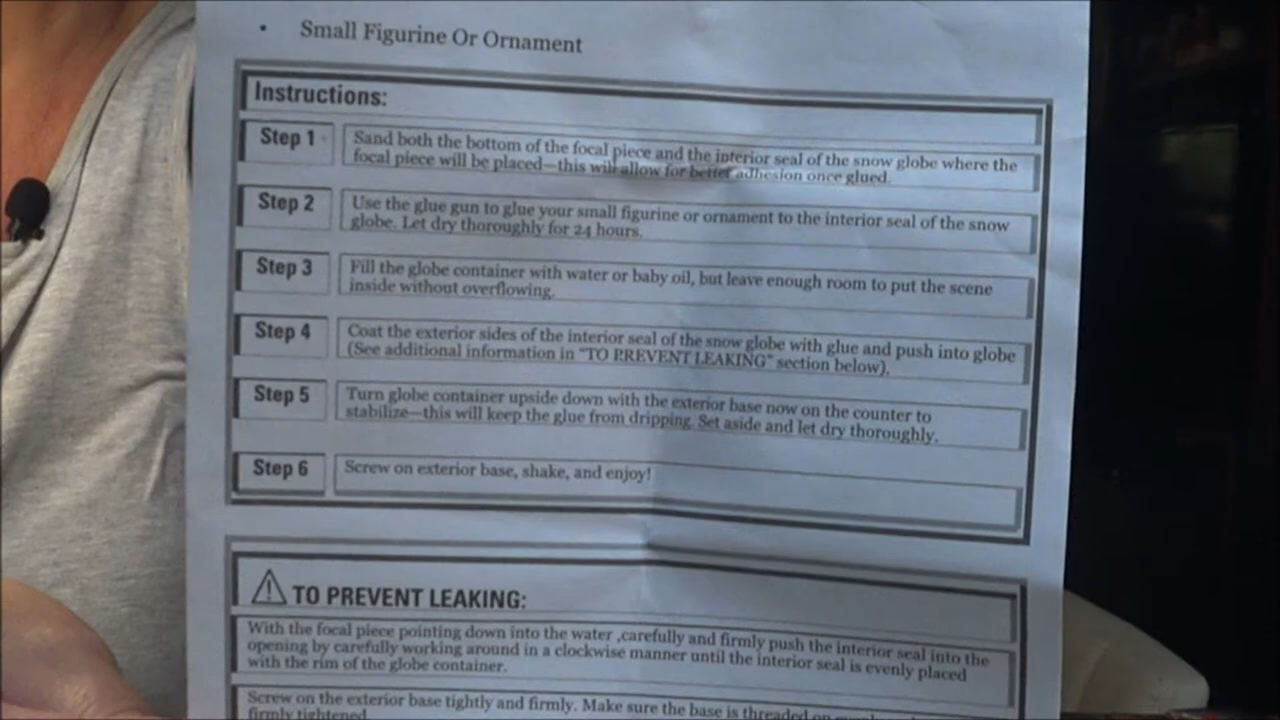 • Small Figurine Or Ornament
Instructions:
Step 1
Sand both the bottom of the focal piece and the interior seal of the snow globe where the
focal piece will be placed—this will allow for better adhesion once glued.
Step 2
Use the glue gun to glue your small figurine or ornament to the interior seal of the snow
globe. Let dry thoroughly for 24 hours.
Step 3
Fill the globe container with water or baby oil, but leave enough room to put the scene
inside without overflowing.
Step 4
Coat the exterior sides of the interior seal of the snow globe with glue and push into globe
(See additional information in "TO PREVENT LEAKING" section below).
Step 5
Turn globe container upside down with the exterior base now on the counter to
stabilize—this will keep the glue from dripping. Set aside and let dry thoroughly.
Step 6
Screw on exterior base, shake, and enjoy!
TO PREVENT LEAKING:
With the focal piece pointing down into the water ,carefully and firmly push the interior seal into the
opening by carefully working around in a clockwise manner until the interior seal is evenly placed
with the rim of the globe container.
Screw on the exterior base tightly and firmly. Make sure the base is threaded on
firmly tightened